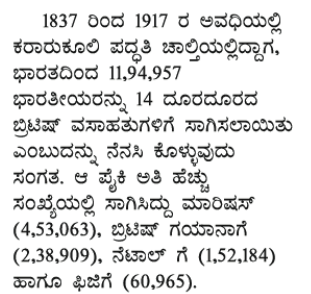 1837 ರಿಂದ 1917 ರ ಅವಧಿಯಲ್ಲಿ
ಕರಾರುಕೂಲಿ ಪದ್ಧತಿ ಚಾಲ್ತಿಯಲ್ಲಿದ್ದಾಗ,
ಭಾರತದಿಂದ 11,94,957
ಭಾರತೀಯರನ್ನು 14 ದೂರದೂರದ
ಬ್ರಿಟಿಷ್ ವಸಾಹತುಗಳಿಗೆ ಸಾಗಿಸಲಾಯಿತು
ಎಂಬುದನ್ನು ನೆನಸಿ ಕೊಳ್ಳುವುದು
ಸಂಗತ. ಆ ಪೈಕಿ ಅತಿ ಹೆಚ್ಚು
ಸಂಖ್ಯೆಯಲ್ಲಿ ಸಾಗಿಸಿದ್ದು ಮಾರಿಷಸ್
(4,53,063), ಬ್ರಿಟಿಷ್ ಗಯಾನಾಗೆ
(2,38,909), ನೆಟಾಲ್ ಗೆ (1,52,184)
ಹಾಗೂ ಫಿಜಿಗೆ (60,965).